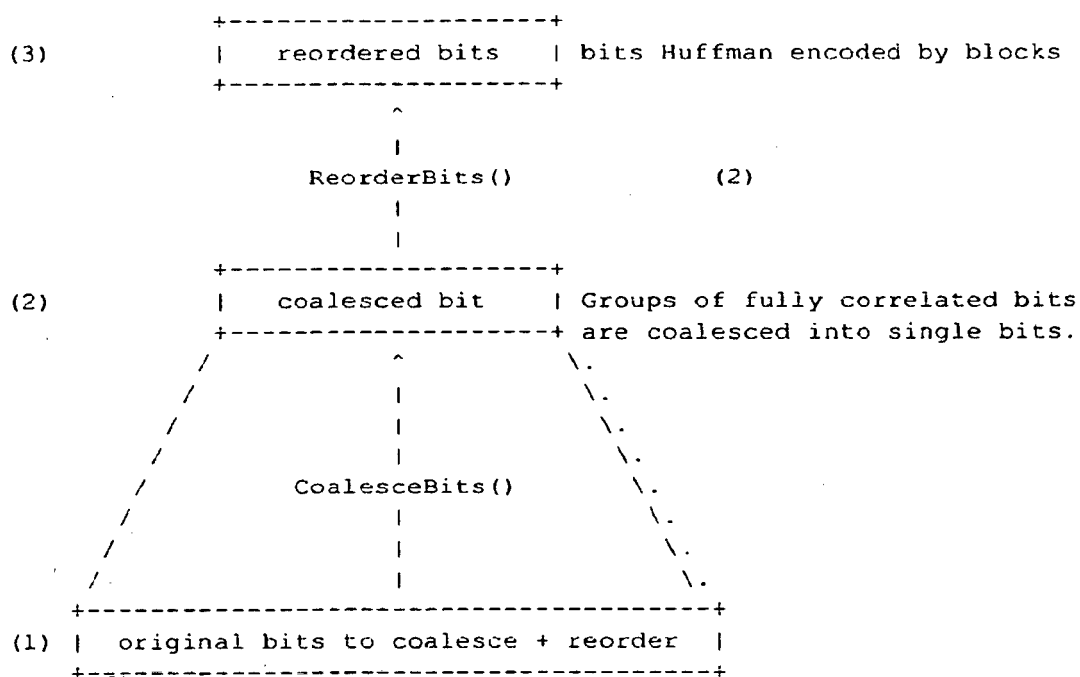 (3) reordered bits bits Huffman encoded by blocks
ReorderBits() (2)
(2) coalesced bit Groups of fully correlated bits
are coalesced into single bits.
CoalesceBits()
(1) original bits to coalesce + reorder